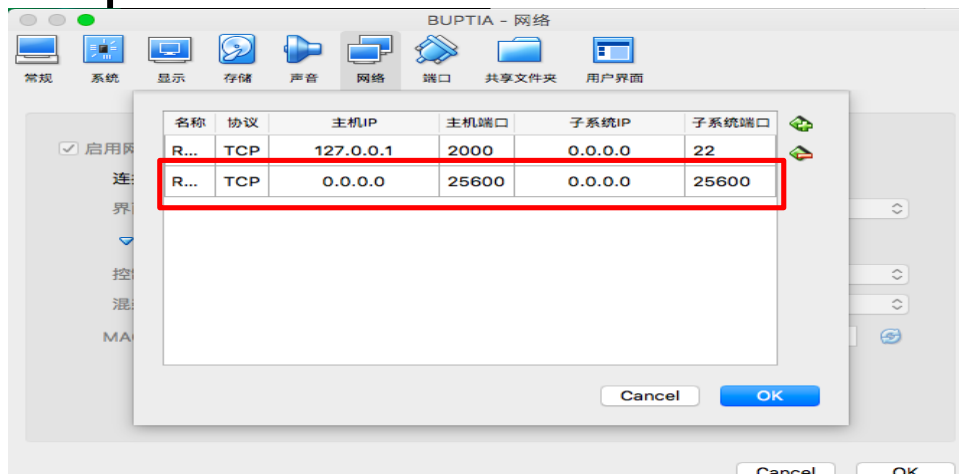 BUPTIA - 网络
常规 系统 显示 存储 声音 网络 端口 共享文件夹 用户界面
名称 协议 主机IP 主机端口 子系统IP 子系统端口
启用网
R... TCP 127.0.0.1 2000 0.0.0.0 22
连
R... TCP 0.0.0.0 25600 0.0.0.0 25600
界
控
混
MA
Cancel OK
Cancel OK